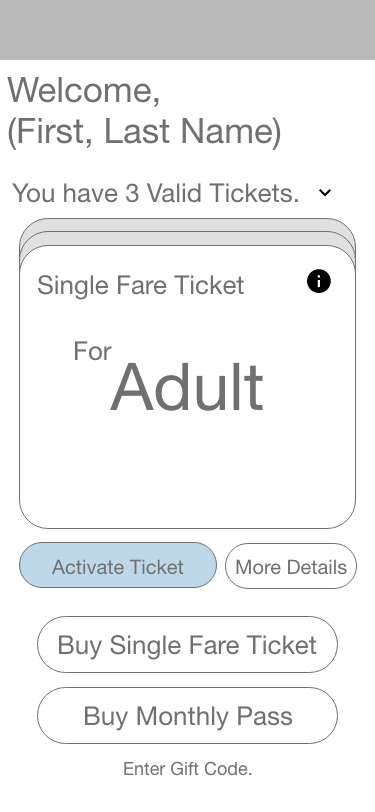 Welcome,
(First, Last Name)
You have 3 Valid Tickets.
Single Fare Ticket
For
Adult
Activate Ticket
More Details
Buy Single Fare Ticket
Buy Monthly Pass
Enter Gift Code.